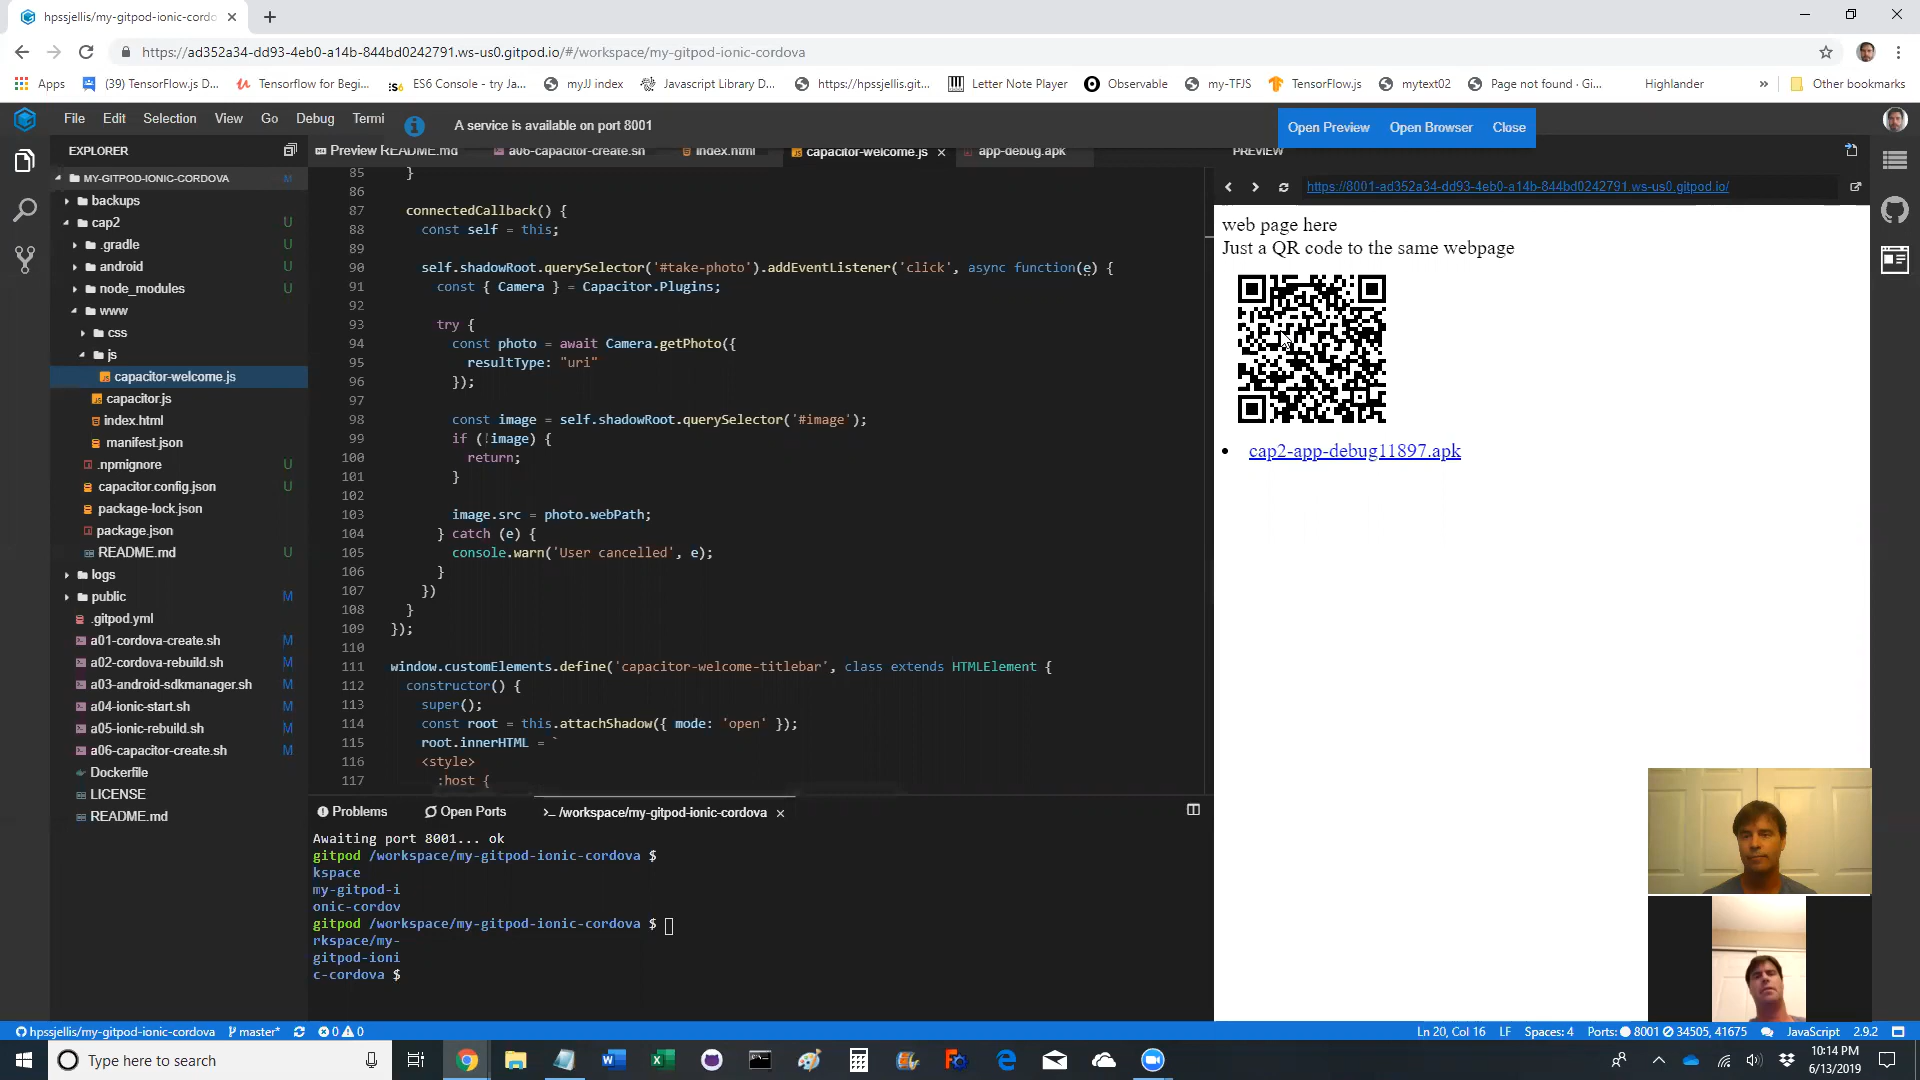 hpssjellis/my-gitpod-ionic-cordo
https://ad352a34-dd93-4eb0-a14b-844bd0242791.ws-us0.gitpod.io/#/workspace/my-gitpod-ionic-cordova
Apps (39) TensorFlow.js D... Tensorflow for Begi... ES6 Console - try Ja... myJJ index Javascript Library D... https://hpssjellis.git... Letter Note Player Observable my-TFJS TensorFlow.js mytext02 Page not found · Gi... Highlander » Other bookmarks
File Edit Selection View Go Debug Termi
A service is available on port 8001
Open Preview Open Browser Close
EXPLORER
MY-GITPOD-IONIC-CORDOVA M
backups
cap2 U
.gradle U
android U
node_modules U
www
css
js
capacitor-welcome.js
capacitor.js
index.html
manifest.json
.npmignore U
capacitor.config.json U
package-lock.json
package.json
README.md U
logs
public M
.gitpod.yml
a01-cordova-create.sh M
a02-cordova-rebuild.sh M
a03-android-sdkmanager.sh M
a04-ionic-start.sh M
a05-ionic-rebuild.sh M
a06-capacitor-create.sh M
Dockerfile
LICENSE
README.md
Preview README.md a06-capacitor-create.sh index.html capacitor-welcome.js app-debug.apk
85 }
86
87 connectedCallback() {
88 const self = this;
89
90 self.shadowRoot.querySelector('#take-photo').addEventListener('click', async function(e) {
91 const { Camera } = Capacitor.Plugins;
92
93 try {
94 const photo = await Camera.getPhoto({
95 resultType: "uri"
96 });
97
98 const image = self.shadowRoot.querySelector('#image');
99 if (!image) {
100 return;
101 }
102
103 image.src = photo.webPath;
104 } catch (e) {
105 console.warn('User cancelled', e);
106 }
107 })
108 }
109 });
110
111 window.customElements.define('capacitor-welcome-titlebar', class extends HTMLElement {
112 constructor() {
113 super();
114 const root = this.attachShadow({ mode: 'open' });
115 root.innerHTML = `
116 <style>
117 :host {
Problems Open Ports >_ /workspace/my-gitpod-ionic-cordova
Awaiting port 8001... ok
gitpod /workspace/my-gitpod-ionic-cordova $
kspace
my-gitpod-i
onic-cordov
gitpod /workspace/my-gitpod-ionic-cordova $
rkspace/my-
gitpod-ioni
c-cordova $
PREVIEW
https://8001-ad352a34-dd93-4eb0-a14b-844bd0242791.ws-us0.gitpod.io/
web page here
Just a QR code to the same webpage
• cap2-app-debug11897.apk
hpssjellis/my-gitpod-ionic-cordova master* 0 0 Ln 20, Col 16 LF Spaces: 4 Ports: 8001 34505, 41675 JavaScript 2.9.2
Type here to search
10:14 PM
6/13/2019